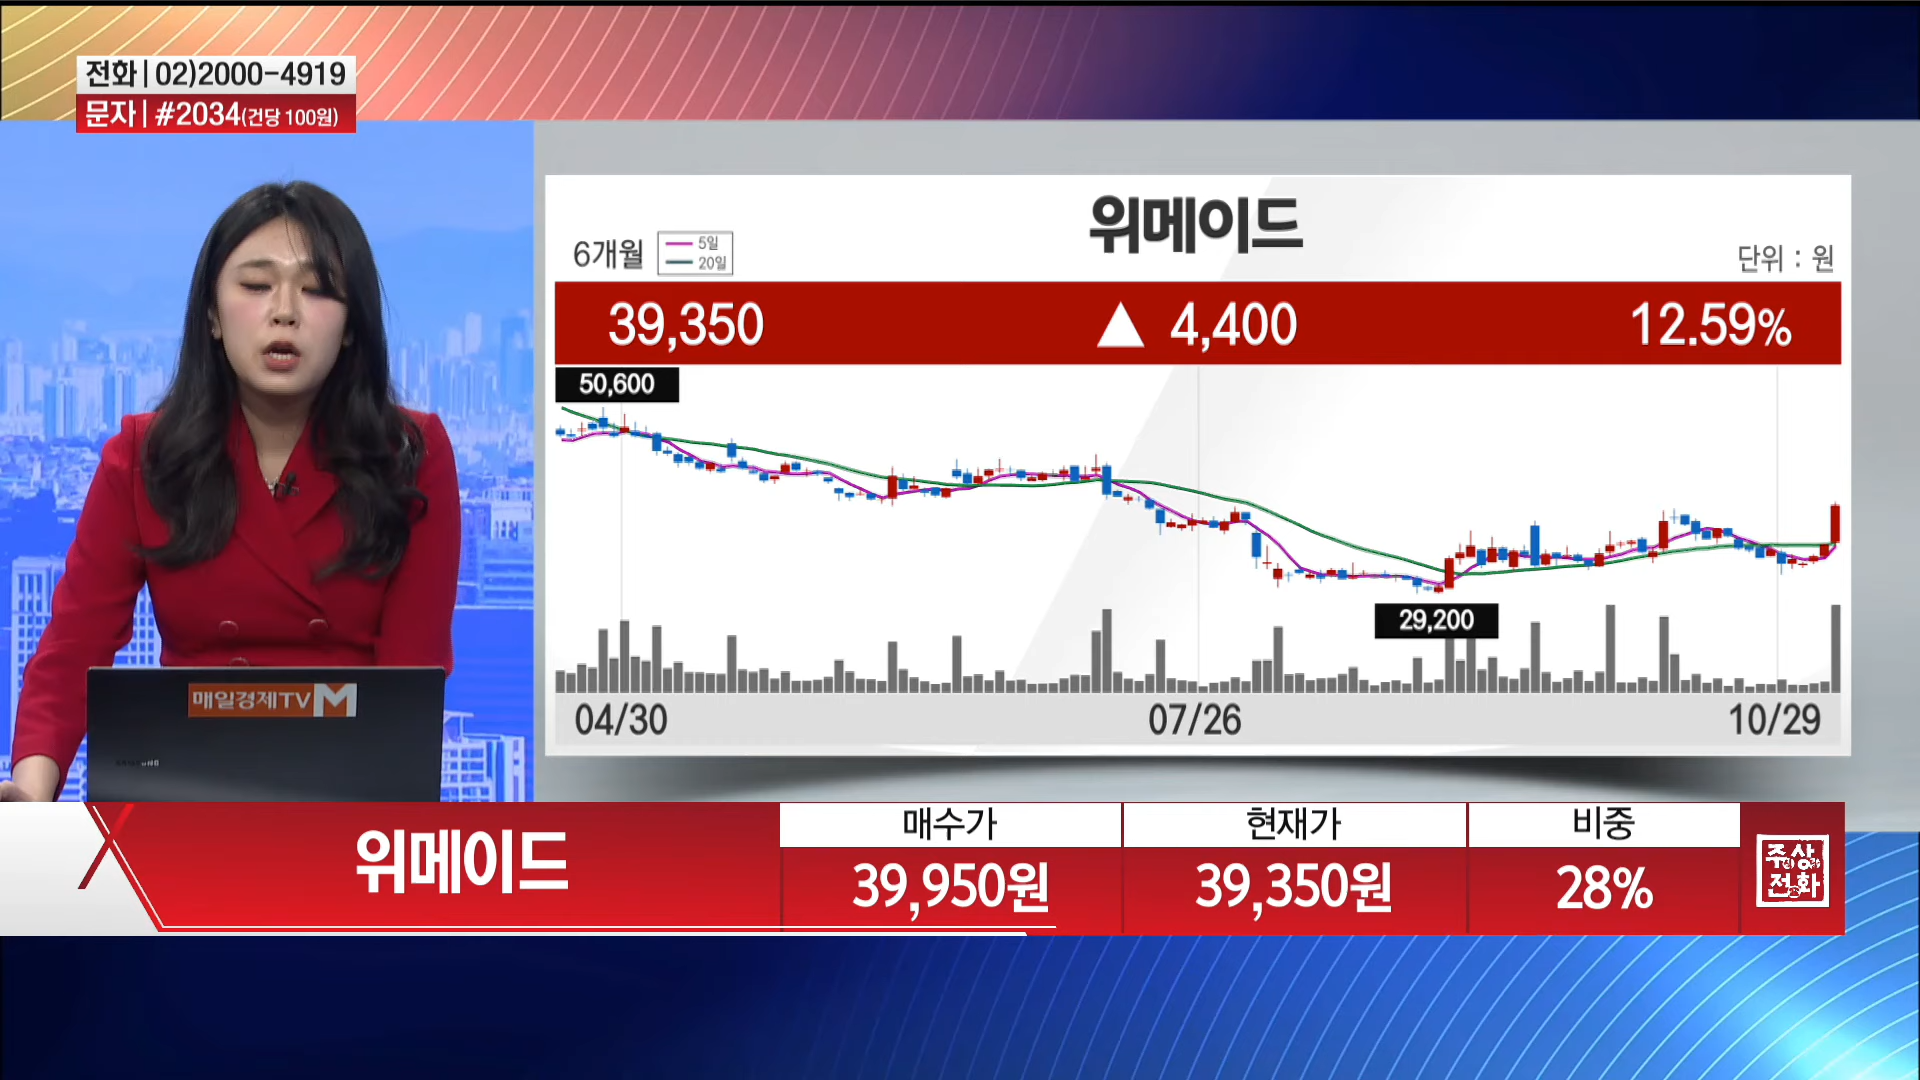 전화 | 02)2000-4919
문자 | #2034(건당 100원)
위메이드
6개월
5일
20일
단위 : 원
39,350 ▲ 4,400 12.59%
50,600
29,200
04/30 07/26 10/29
매일경제TV M
위메이드
매수가 현재가 비중
39,950원 39,350원 28%
주상전화